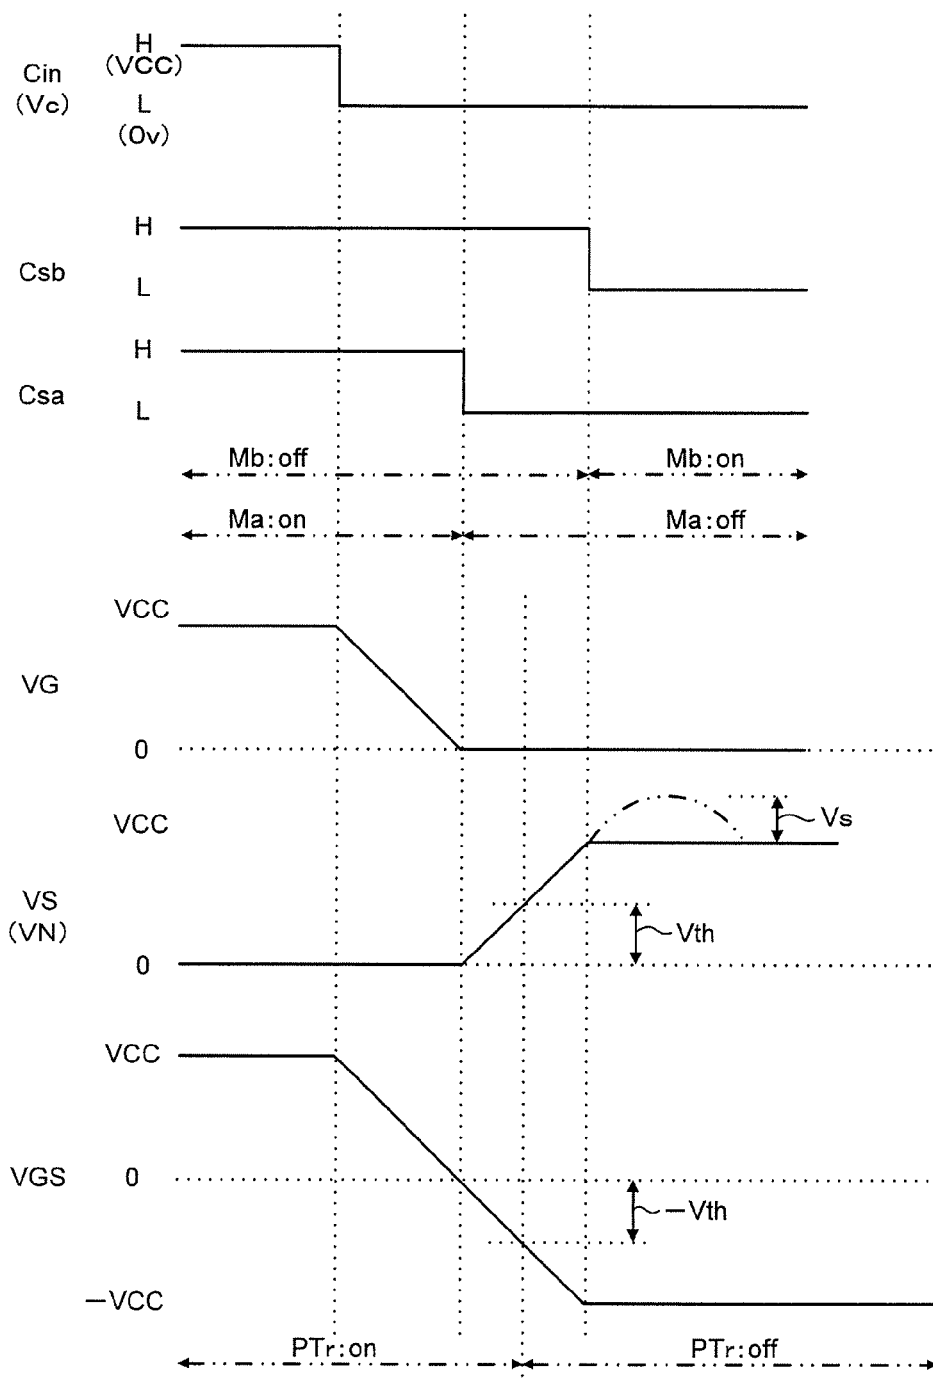 Cin
(Vc)
H
(VCC)
L
(0v)
Csb
H
L
Csa
H
L
Mb:off
Mb:on
Ma:on
Ma:off
VG
VCC
0
VS
(VN)
VCC
0
Vs
Vth
VGS
VCC
0
−VCC
−Vth
PTr:on
PTr:off